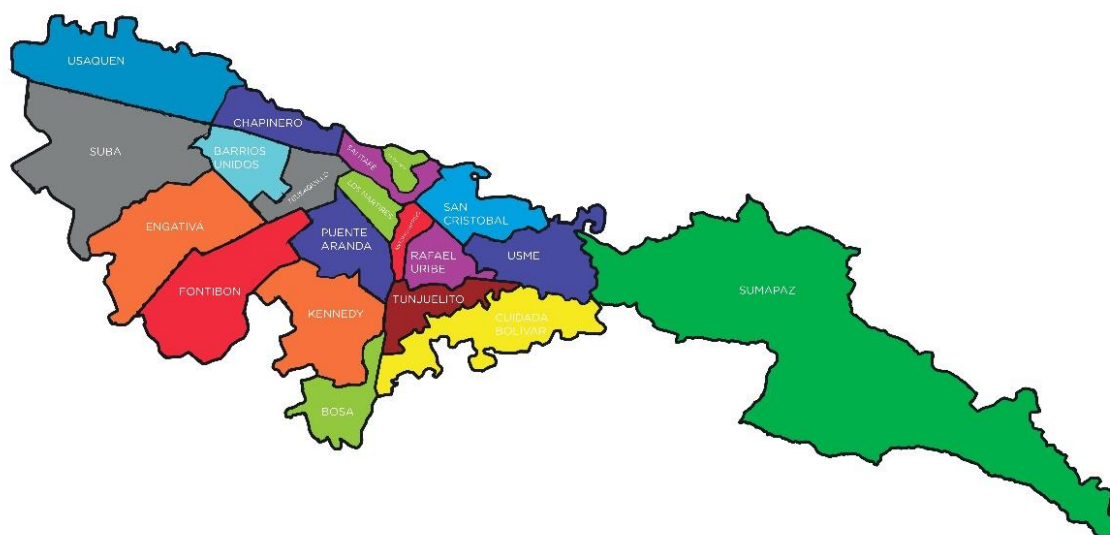 USAQUEN
CHAPINERO
SUBA
BARRIOS
UNIDOS
TEUSAQUILLO
SANTAFE
LOS MARTIRES
SAN
CRISTOBAL
ENGATIVÁ
PUENTE
ARANDA
RAFAEL
URIBE
USME
FONTIBON
KENNEDY
TUNJUELITO
CUIDADA
BOLIVAR
SUMAPAZ
BOSA